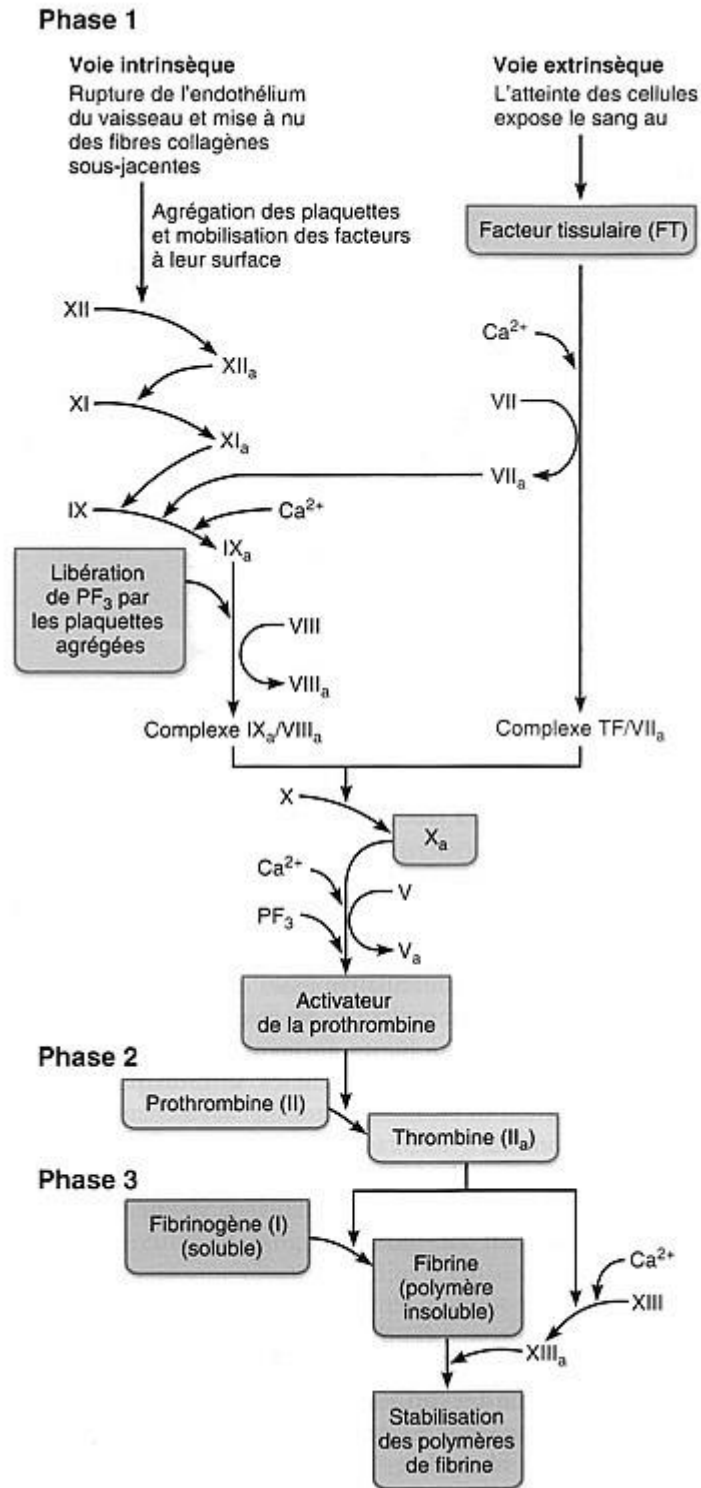 Phase 1
Voie intrinsèque
Rupture de l'endothélium
du vaisseau et mise à nu
des fibres collagènes
sous-jacentes
Voie extrinsèque
L'atteinte des cellules
expose le sang au
Agrégation des plaquettes
et mobilisation des facteurs
à leur surface
Facteur tissulaire (FT)
XII
XIIₐ
XI
XIₐ
IX
Ca²⁺
IXₐ
Ca²⁺
VII
VIIₐ
Libération
de PF₃ par
les plaquettes
agrégées
VIII
VIIIₐ
Complexe IXₐ/VIIIₐ
Complexe TF/VIIₐ
X
Xₐ
Ca²⁺
V
PF₃
Vₐ
Activateur
de la prothrombine
Phase 2
Prothrombine (II)
Thrombine (IIₐ)
Phase 3
Fibrinogène (I)
(soluble)
Fibrine
(polymère
insoluble)
Ca²⁺
XIII
XIIIₐ
Stabilisation
des polymères
de fibrine